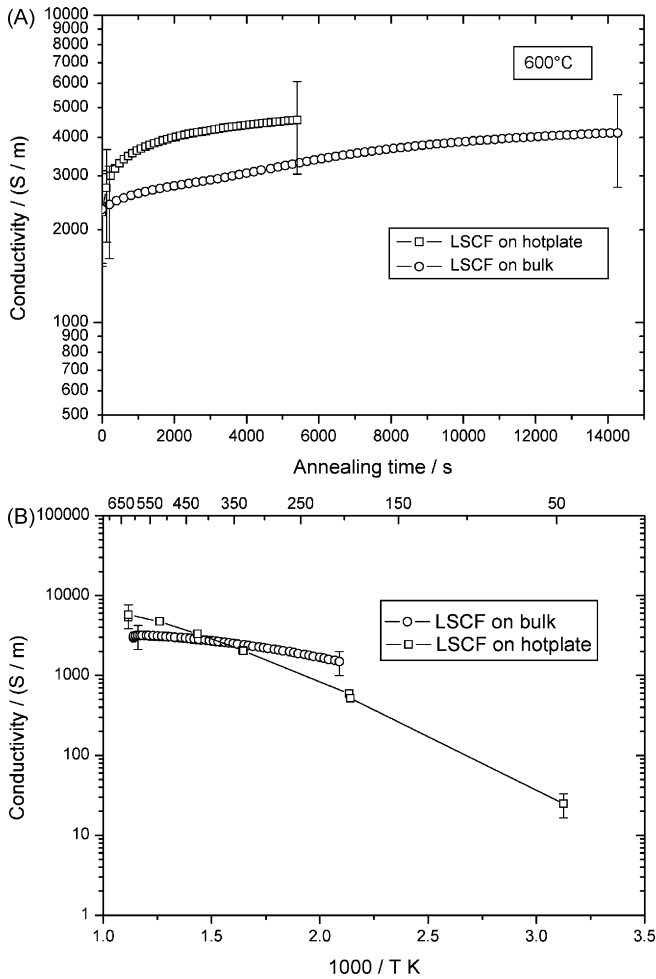 (A)
10000
9000
8000
7000
6000
5000
4000
3000
2000
1000
900
800
700
600
500
Conductivity / (S / m)
600°C
LSCF on hotplate
LSCF on bulk
0 2000 4000 6000 8000 10000 12000 14000
Annealing time / s
(B)
650 550 450 350 250 150 50
100000
10000
1000
100
10
1
Conductivity / (S / m)
LSCF on bulk
LSCF on hotplate
1.0 1.5 2.0 2.5 3.0 3.5
1000 / T K